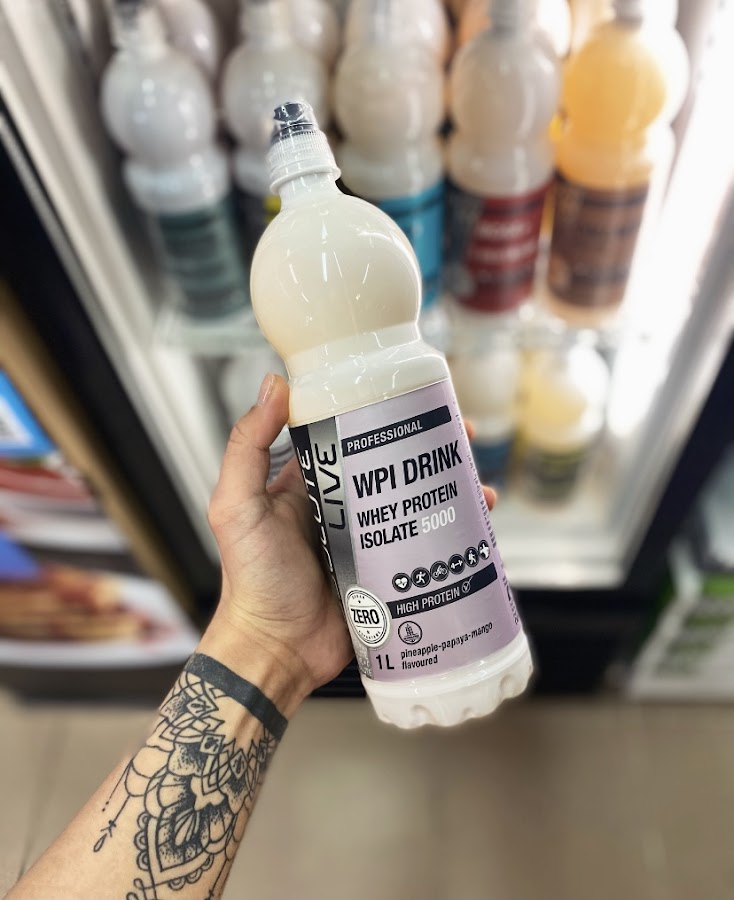 LIVE
PROFESSIONAL
WPI DRINK
WHEY PROTEIN
ISOLATE 5000
HIGH PROTEIN
ZERO
1L
pineapple-papaya-mango
flavoured